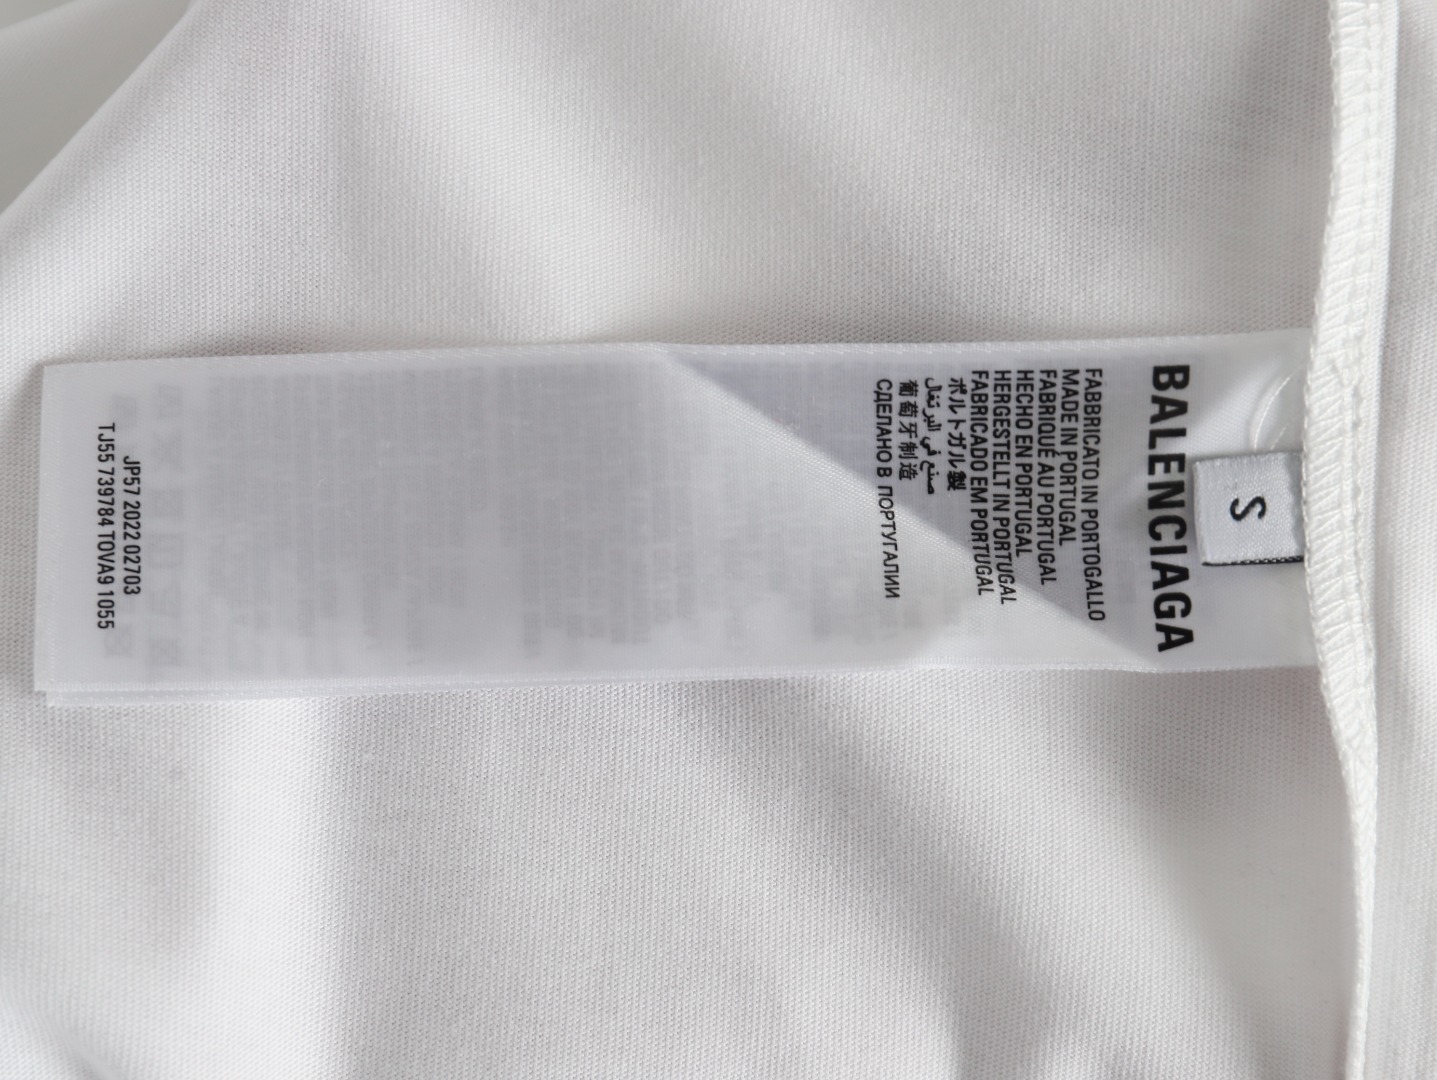 S
BALENCIAGA
FABBRICATO IN PORTOGALLO
MADE IN PORTUGAL
FABRIQUÉ AU PORTUGAL
HECHO EN PORTUGAL
HERGESTELLT IN PORTUGAL
FABRICADO EM PORTUGAL
ポルトガル製
صنع في البرتغال
葡萄牙制造
СДЕЛАНО В ПОРТУГАЛИИ
JP57 2022 02703
TJ55 739784 TOVA9 1055